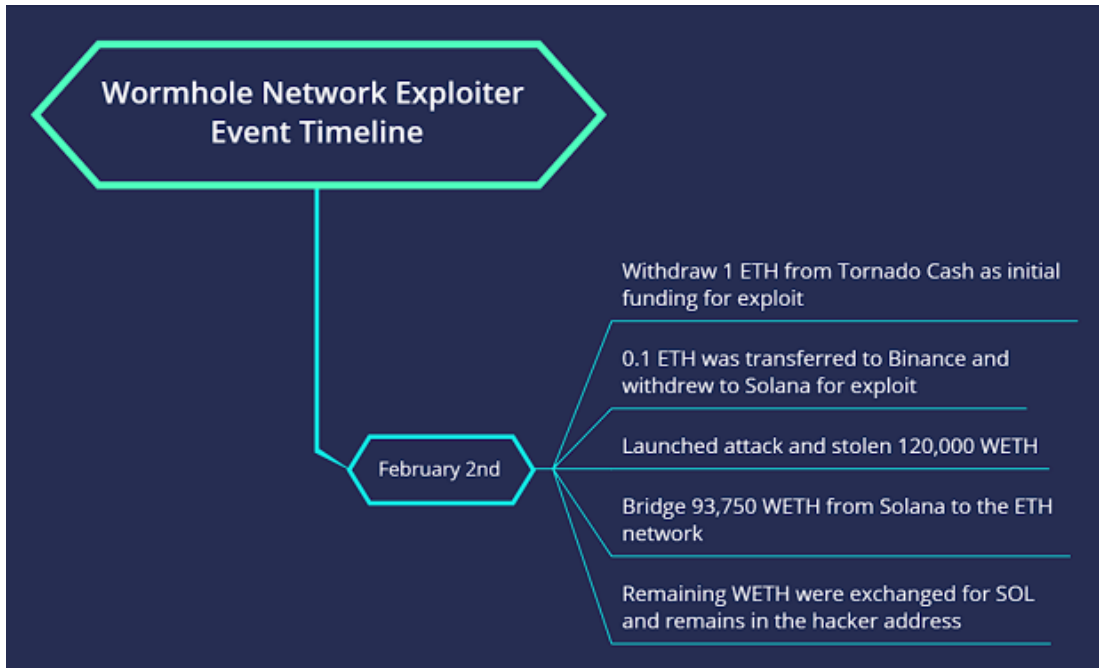 Wormhole Network Exploiter
Event Timeline
Withdraw 1 ETH from Tornado Cash as initial
funding for exploit
0.1 ETH was transferred to Binance and
withdrew to Solana for exploit
February 2nd
Launched attack and stolen 120,000 WETH
Bridge 93,750 WETH from Solana to the ETH
network
Remaining WETH were exchanged for SOL
and remains in the hacker address